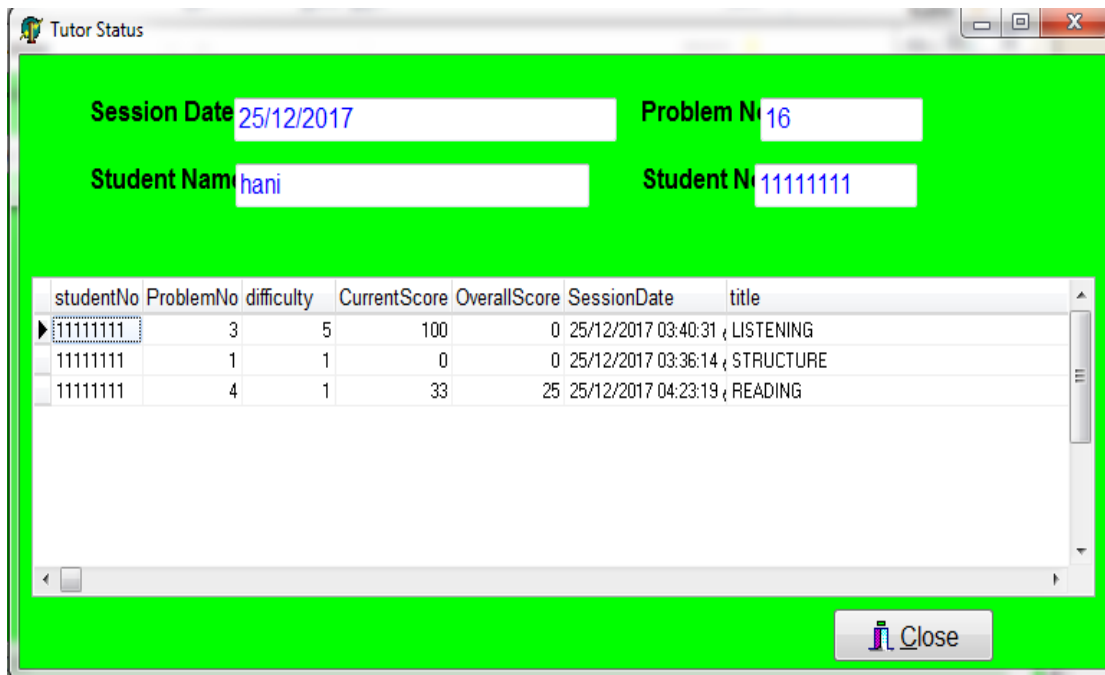 Tutor Status
Session Date 25/12/2017 Problem N 16
Student Nam hani Student N 11111111
studentNo ProblemNo difficulty CurrentScore OverallScore SessionDate title
11111111 3 5 100 0 25/12/2017 03:40:31 LISTENING
11111111 1 1 0 0 25/12/2017 03:36:14 STRUCTURE
11111111 4 1 33 25 25/12/2017 04:23:19 READING
Close